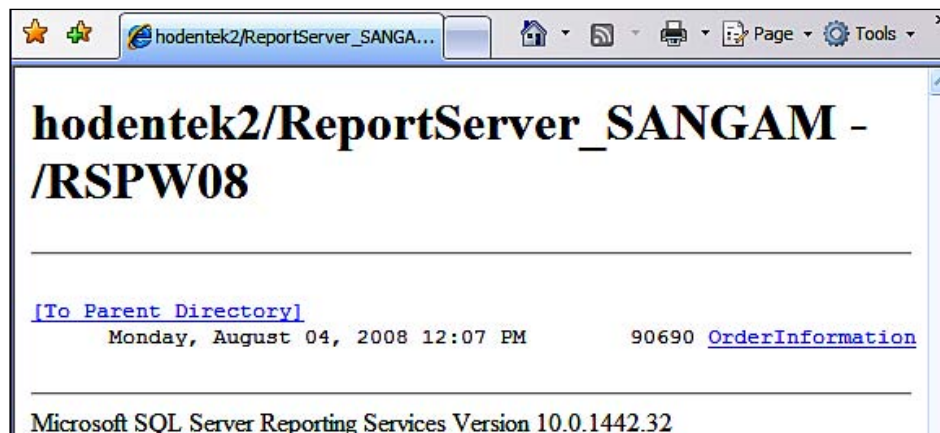 hodentek2/ReportServer_SANGA...
Page
Tools
hodentek2/ReportServer_SANGAM -
/RSPW08
[To Parent Directory]
Monday, August 04, 2008 12:07 PM 90690 OrderInformation
Microsoft SQL Server Reporting Services Version 10.0.1442.32